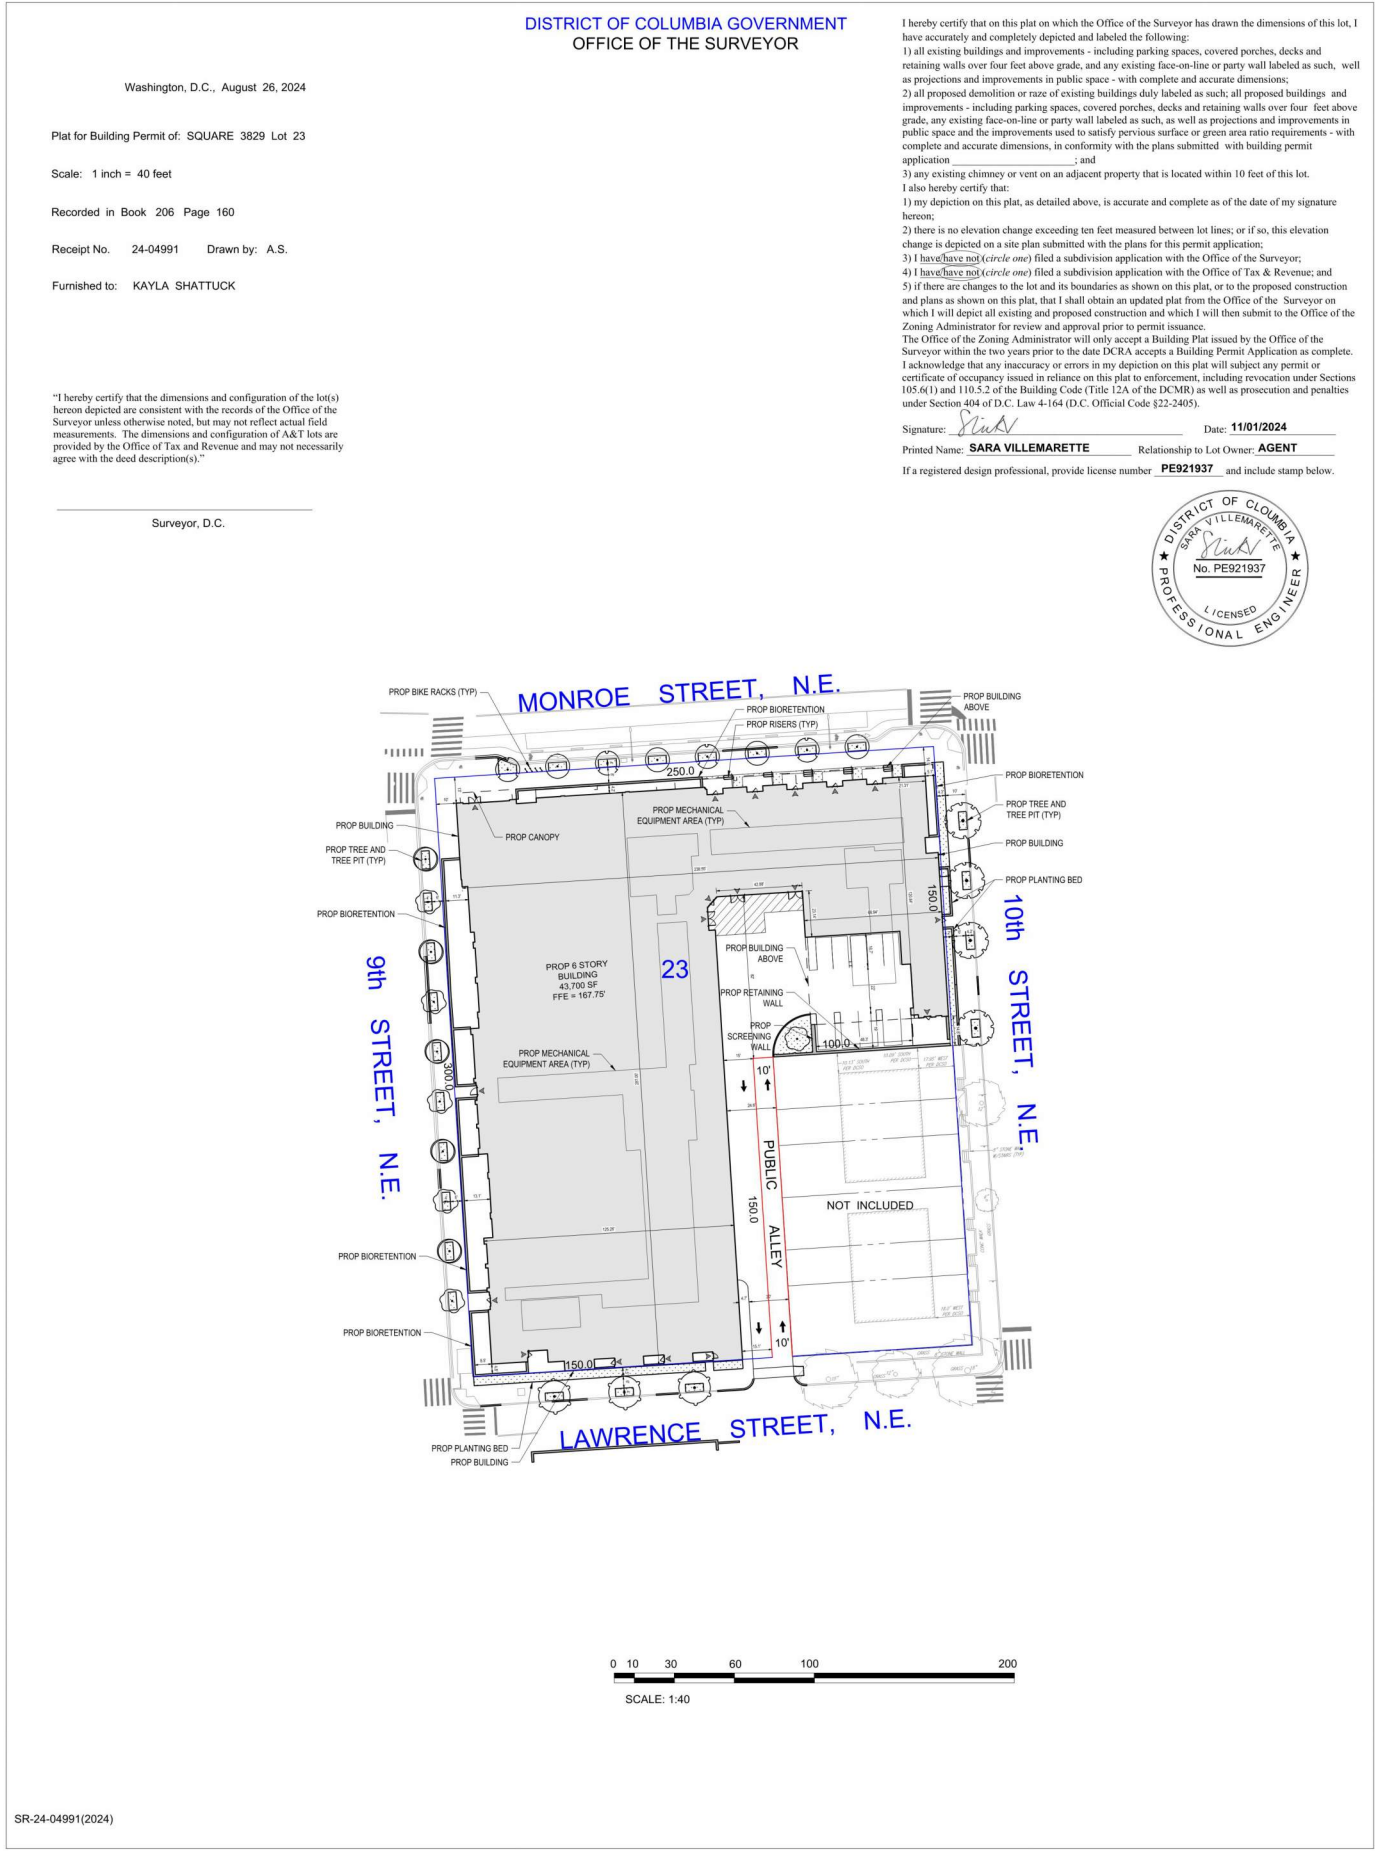 DISTRICT OF COLUMBIA GOVERNMENT
OFFICE OF THE SURVEYOR
Washington, D.C., August 26, 2024
Plat for Building Permit of: SQUARE 3829 Lot 23
Scale: 1 inch = 40 feet
Recorded in Book 206 Page 160
Receipt No. 24-04991 Drawn by: A.S.
Furnished to: KAYLA SHATTUCK
“I hereby certify that the dimensions and configuration of the lot(s)
hereon depicted are consistent with the records of the Office of the
Surveyor unless otherwise noted, but may not reflect actual field
measurements. The dimensions and configuration of A&T lots are
provided by the Office of Tax and Revenue and may not necessarily
agree with the deed description(s).”
Surveyor, D.C.
I hereby certify that on this plat on which the Office of the Surveyor has drawn the dimensions of this lot, I
have accurately and completely depicted and labeled the following:
1) all existing buildings and improvements - including parking spaces, covered porches, decks and
retaining walls over four feet above grade, and any existing face-on-line or party wall labeled as such, well
as projections and improvements in public space - with complete and accurate dimensions;
2) all proposed demolition or raze of existing buildings duly labeled as such; all proposed buildings and
improvements - including parking spaces, covered porches, decks and retaining walls over four feet above
grade, any existing face-on-line or party wall labeled as such, as well as projections and improvements in
public space and the improvements used to satisfy pervious surface or green area ratio requirements - with
complete and accurate dimensions, in conformity with the plans submitted with building permit
application ; and
3) any existing chimney or vent on an adjacent property that is located within 10 feet of this lot.
I also hereby certify that:
1) my depiction on this plat, as detailed above, is accurate and complete as of the date of my signature
hereon;
2) there is no elevation change exceeding ten feet measured between lot lines; or if so, this elevation
change is depicted on a site plan submitted with the plans for this permit application;
3) I have/have not (circle one) filed a subdivision application with the Office of the Surveyor;
4) I have/have not (circle one) filed a subdivision application with the Office of Tax & Revenue; and
5) if there are changes to the lot and its boundaries as shown on this plat, or to the proposed construction
and plans as shown on this plat, that I shall obtain an updated plat from the Office of the Surveyor on
which I will depict all existing and proposed construction and which I will then submit to the Office of the
Zoning Administrator for review and approval prior to permit issuance.
The Office of the Zoning Administrator will only accept a Building Plat issued by the Office of the
Surveyor within the two years prior to the date DCRA accepts a Building Permit Application as complete.
I acknowledge that any inaccuracy or errors in my depiction on this plat will subject any permit or
certificate of occupancy issued in reliance on this plat to enforcement, including revocation under Sections
105.6(1) and 110.5.2 of the Building Code (Title 12A of the DCMR) as well as prosecution and penalties
under Section 404 of D.C. Law 4-164 (D.C. Official Code §22-2405).
Signature: Date: 11/01/2024
Printed Name: SARA VILLEMARETTE Relationship to Lot Owner: AGENT
If a registered design professional, provide license number PE921937 and include stamp below.
DISTRICT OF CLOUMBIA
SARA VILLEMARETTE
No. PE921937
LICENSED
PROFESSIONAL ENGINEER
MONROE STREET, N.E.
PROP BIKE RACKS (TYP)
PROP BIORETENTION
PROP RISERS (TYP)
PROP BUILDING
ABOVE
250.0
PROP BIORETENTION
PROP TREE AND
TREE PIT (TYP)
PROP BUILDING
PROP PLANTING BED
PROP BUILDING
PROP CANOPY
PROP TREE AND
TREE PIT (TYP)
PROP BIORETENTION
PROP MECHANICAL
EQUIPMENT AREA (TYP)
150.0
10th STREET, N.E.
9th STREET, N.E.
PROP 6 STORY
BUILDING
43,700 SF
FFE = 167.75'
23
PROP BUILDING
ABOVE
PROP RETAINING
WALL
PROP
SCREENING
WALL
100.0
PROP MECHANICAL
EQUIPMENT AREA (TYP)
300.0
10'
PUBLIC ALLEY
150.0
NOT INCLUDED
10'
PROP BIORETENTION
PROP BIORETENTION
150.0
LAWRENCE STREET, N.E.
PROP PLANTING BED
PROP BUILDING
0 10 30 60 100 200
SCALE: 1:40
SR-24-04991(2024)